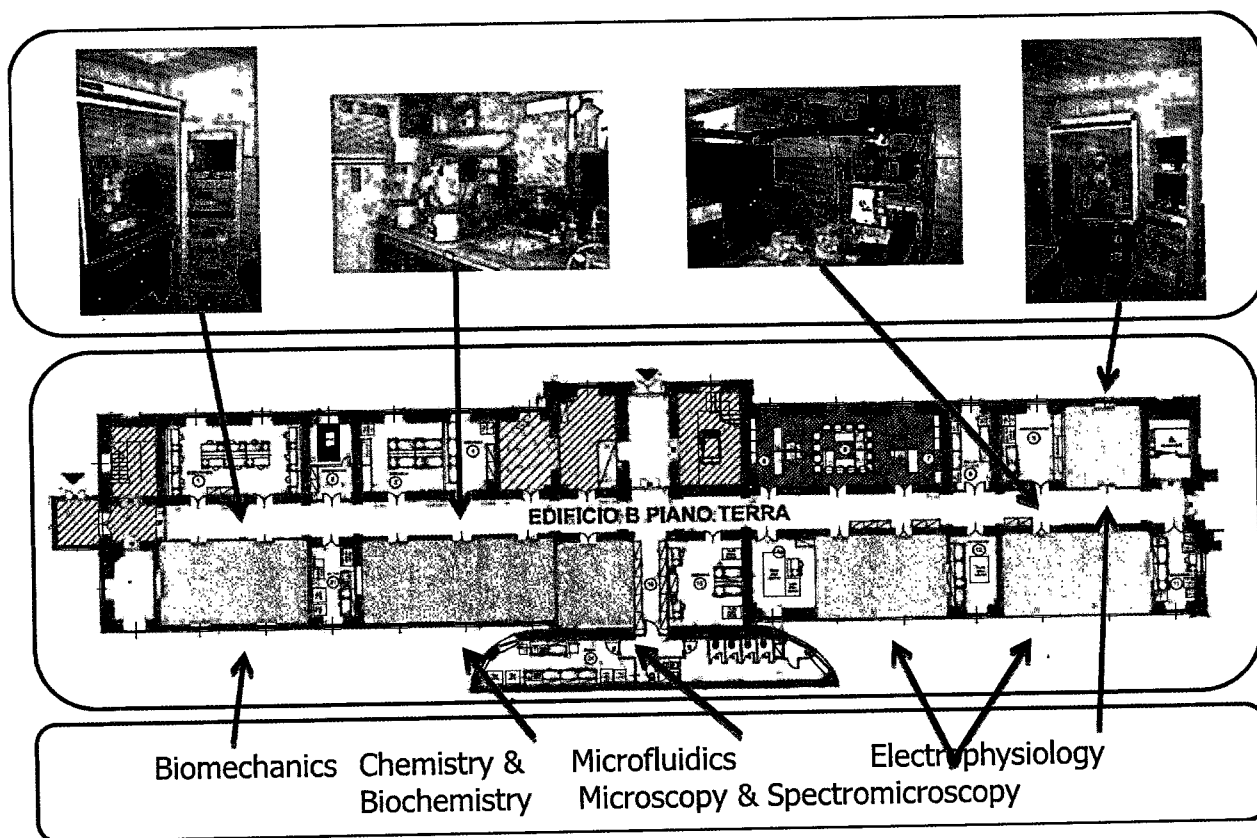 EDIFICIO B PIANO TERRA
Biomechanics Chemistry & Microfluidics Electrophysiology
Biochemistry Microscopy & Spectromicroscopy